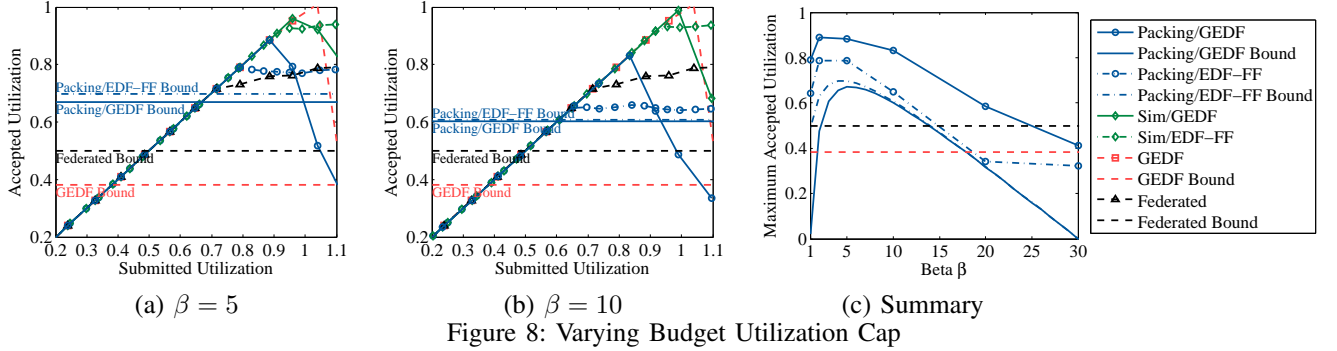 1
0.8
0.6
0.4
0.2
0.2 0.3 0.4 0.5 0.6 0.7 0.8 0.9 1 1.1
Accepted Utilization
Submitted Utilization
Packing/EDF−FF Bound
Packing/GEDF Bound
Federated Bound
GEDF Bound
(a) β = 5
1
0.8
0.6
0.4
0.2
0.2 0.3 0.4 0.5 0.6 0.7 0.8 0.9 1 1.1
Accepted Utilization
Submitted Utilization
Packing/EDF−FF Bound
Packing/GEDF Bound
Federated Bound
GEDF Bound
(b) β = 10
1
0.8
0.6
0.4
0.2
0
1 5 10 15 20 25 30
Maximum Accepted Utilization
Beta β
(c) Summary
Packing/GEDF
Packing/GEDF Bound
Packing/EDF−FF
Packing/EDF−FF Bound
Sim/GEDF
Sim/EDF−FF
GEDF
GEDF Bound
Federated
Federated Bound
Figure 8: Varying Budget Utilization Cap